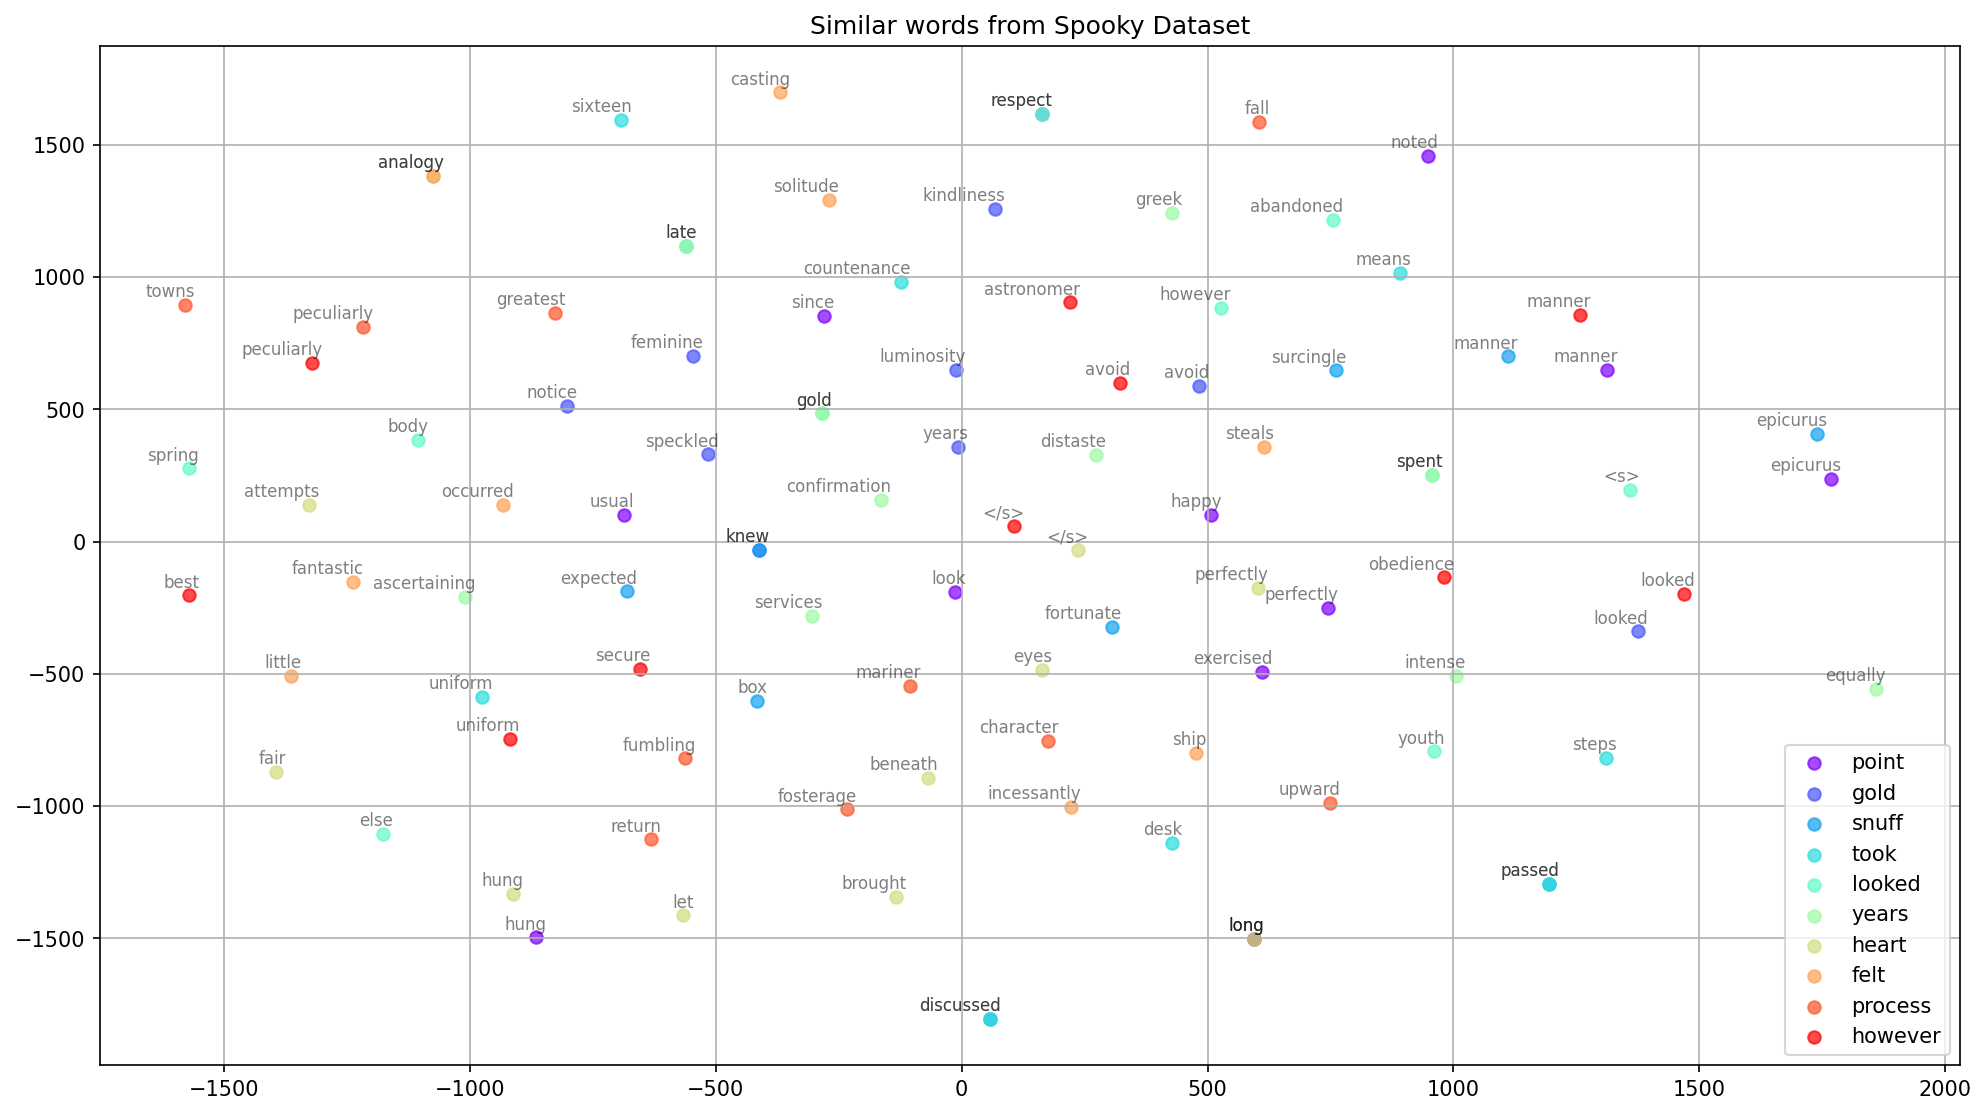 Similar words from Spooky Dataset
casting
sixteen
respect
fall
noted
1500
analogy
solitude
kindliness
greek
abandoned
late
means
countenance
1000
towns
since
astronomer
however
manner
peculiarly
greatest
peculiarly
feminine
luminosity
surcingle
manner
manner
avoid
avoid
notice
gold
500
body
speckled
years
distaste
steals
epicurus
spring
spent
epicurus
attempts
occurred
confirmation
<s>
usual
happy
</s>
knew
</s>
0
best
fantastic
ascertaining
expected
look
perfectly
obedience
looked
services
fortunate
perfectly
looked
little
secure
eyes
exercised
intense
−500
uniform
box
mariner
equally
uniform
fumbling
character
ship
youth
steps
fair
beneath
−1000
fosterage
incessantly
upward
else
return
desk
hung
let
brought
passed
hung
long
−1500
discussed
point
gold
snuff
took
looked
years
heart
felt
process
however
−1500 −1000 −500 0 500 1000 1500 2000